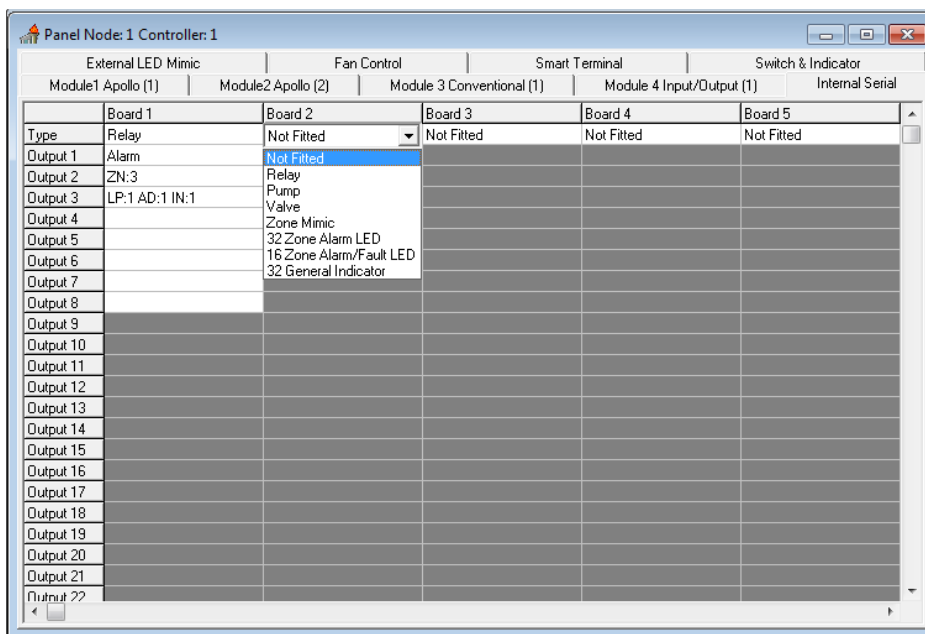 Panel Node: 1 Controller: 1
External LED Mimic Fan Control Smart Terminal Switch & Indicator
Module1 Apollo (1) Module2 Apollo (2) Module 3 Conventional (1) Module 4 Input/Output (1) Internal Serial
Board 1 Board 2 Board 3 Board 4 Board 5
Type Relay Not Fitted Not Fitted Not Fitted Not Fitted
Output 1 Alarm Not Fitted
Output 2 ZN:3 Relay
Pump
Output 3 LP:1 AD:1 IN:1 Valve
Output 4 Zone Mimic
Output 5 32 Zone Alarm LED
Output 6 16 Zone Alarm/Fault LED
32 General Indicator
Output 7
Output 8
Output 9
Output 10
Output 11
Output 12
Output 13
Output 14
Output 15
Output 16
Output 17
Output 18
Output 19
Output 20
Output 21
Output 22